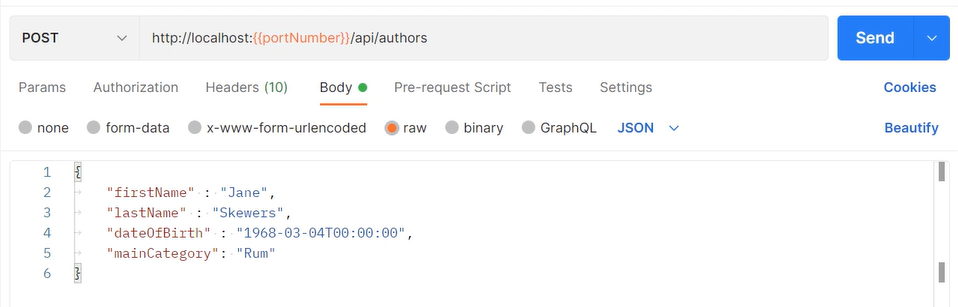 POST http://localhost:{{portNumber}}/api/authors Send
Params Authorization Headers (10) Body Pre-request Script Tests Settings Cookies
none form-data x-www-form-urlencoded raw binary GraphQL JSON Beautify
1 {
2 "firstName" : "Jane",
3 "lastName" : "Skewers",
4 "dateOfBirth" : "1968-03-04T00:00:00",
5 "mainCategory": "Rum"
6 }